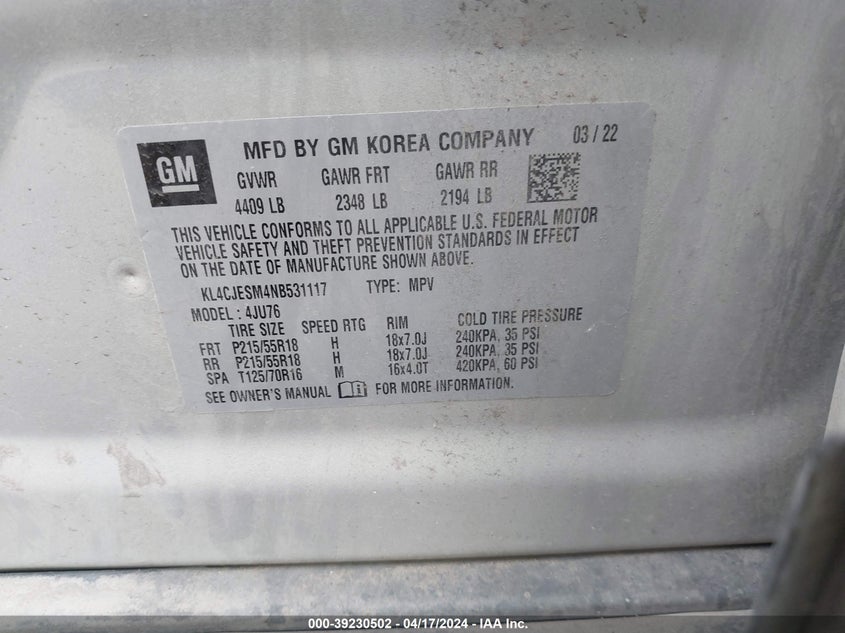 GM
MFD BY GM KOREA COMPANY 03/22
GVWR GAWR FRT GAWR RR
4409 LB 2348 LB 2194 LB
THIS VEHICLE CONFORMS TO ALL APPLICABLE U.S. FEDERAL MOTOR
VEHICLE SAFETY AND THEFT PREVENTION STANDARDS IN EFFECT
ON THE DATE OF MANUFACTURE SHOWN ABOVE.
KL4CJESM4NB531117 TYPE: MPV
MODEL: 4JU76
TIRE SIZE SPEED RTG RIM COLD TIRE PRESSURE
FRT P215/55R18 H 18x7.0J 240KPA, 35 PSI
RR P215/55R18 H 18x7.0J 240KPA, 35 PSI
SPA T125/70R16 M 16x4.0T 420KPA, 60 PSI
SEE OWNER'S MANUAL FOR MORE INFORMATION.
000-39230502 - 04/17/2024 - IAA Inc.